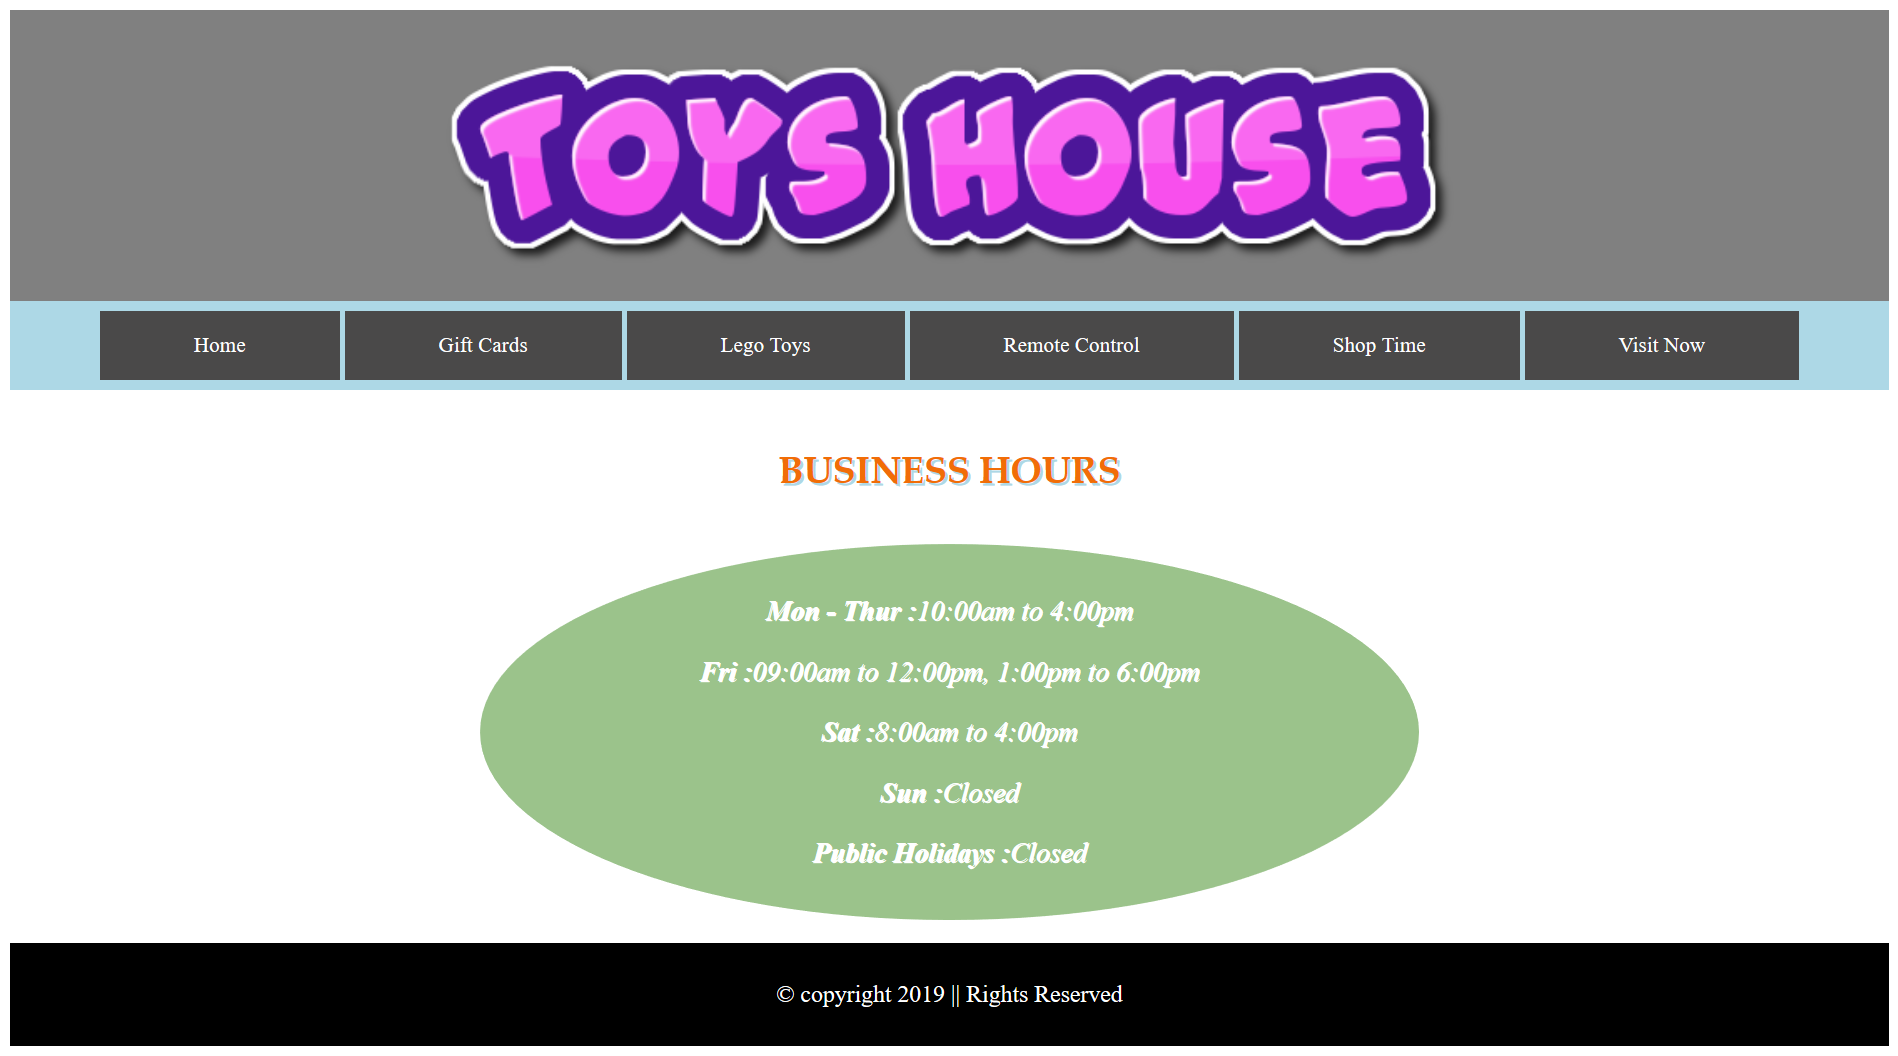 TOYS HOUSE
Home Gift Cards Lego Toys Remote Control Shop Time Visit Now
BUSINESS HOURS
Mon - Thur :10:00am to 4:00pm
Fri :09:00am to 12:00pm, 1:00pm to 6:00pm
Sat :8:00am to 4:00pm
Sun :Closed
Public Holidays :Closed
© copyright 2019 || Rights Reserved